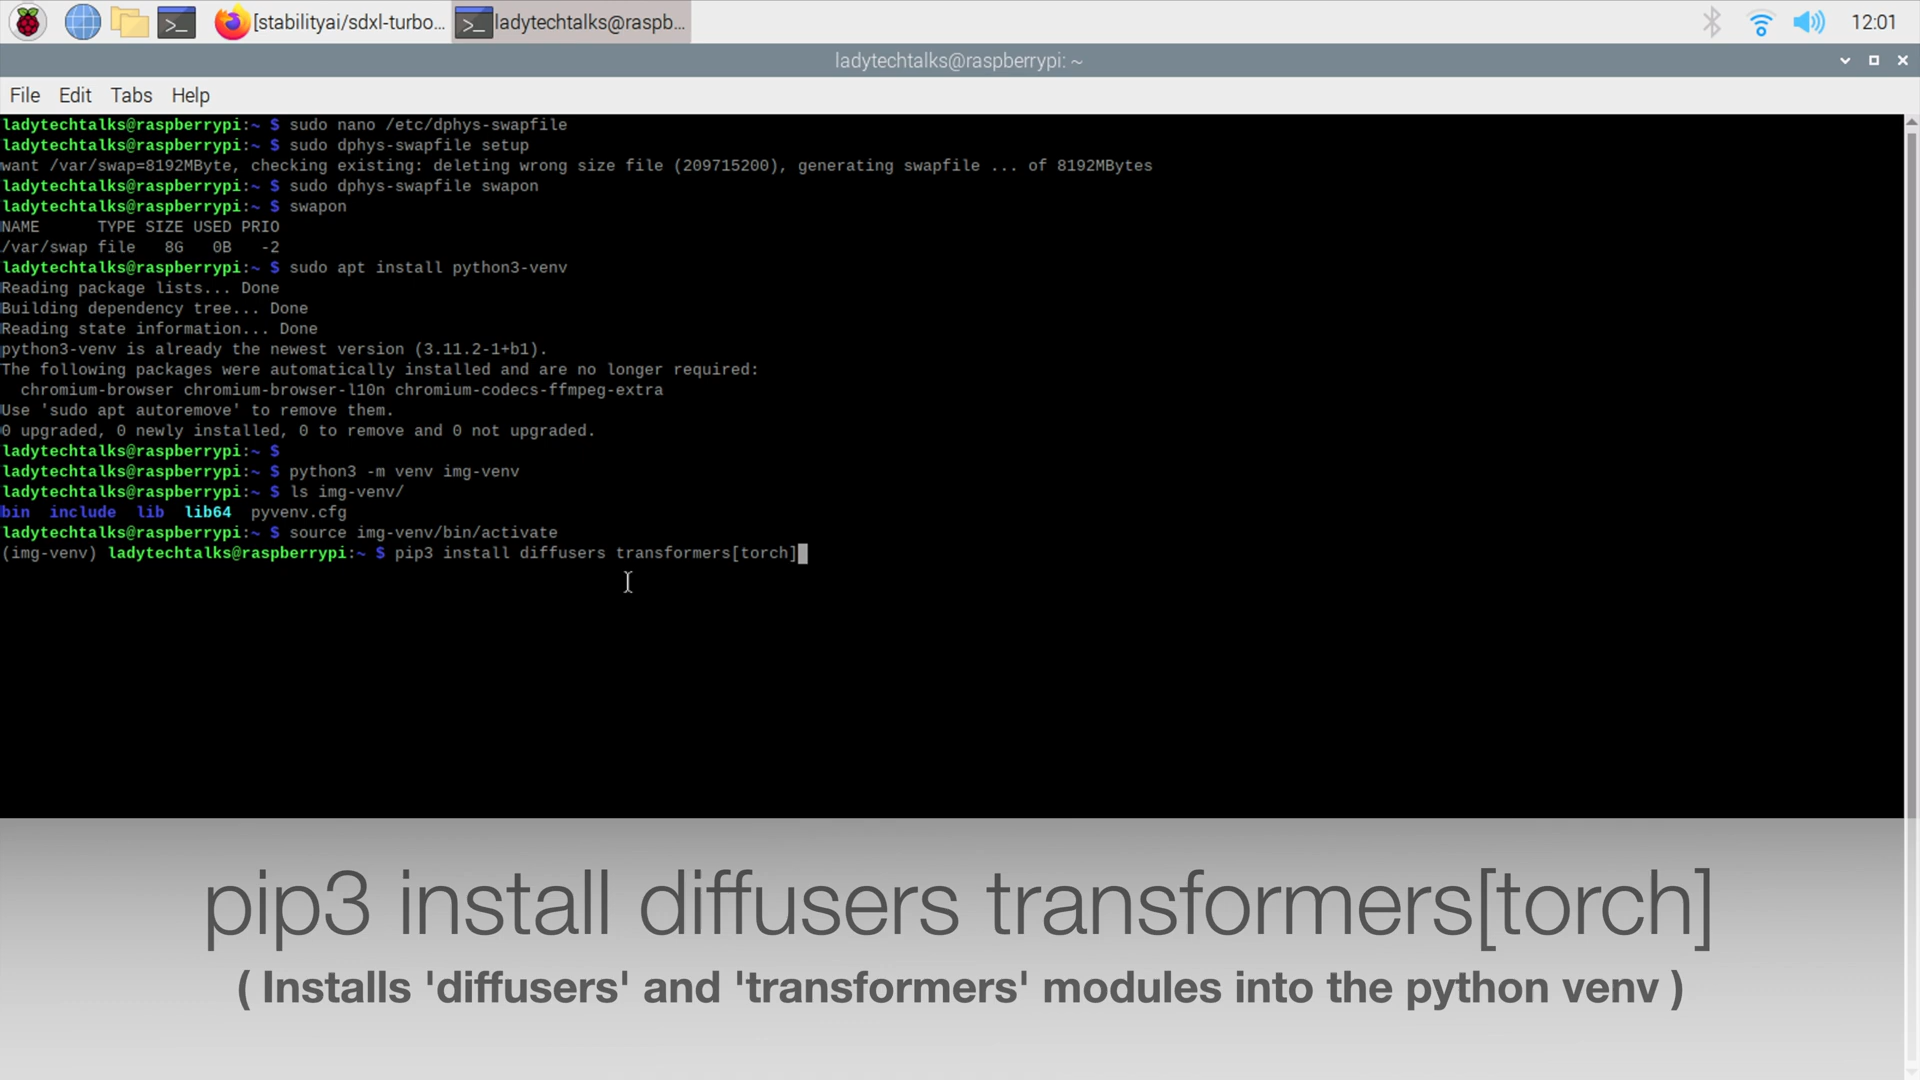 [stabilityai/sdxl-turbo... ladytechtalks@raspb... 12:01
ladytechtalks@raspberrypi: ~
File Edit Tabs Help
ladytechtalks@raspberrypi:~ $ sudo nano /etc/dphys-swapfile
ladytechtalks@raspberrypi:~ $ sudo dphys-swapfile setup
want /var/swap=8192MByte, checking existing: deleting wrong size file (209715200), generating swapfile ... of 8192MBytes
ladytechtalks@raspberrypi:~ $ sudo dphys-swapfile swapon
ladytechtalks@raspberrypi:~ $ swapon
NAME      TYPE SIZE USED PRIO
/var/swap file   8G   0B   -2
ladytechtalks@raspberrypi:~ $ sudo apt install python3-venv
Reading package lists... Done
Building dependency tree... Done
Reading state information... Done
python3-venv is already the newest version (3.11.2-1+b1).
The following packages were automatically installed and are no longer required:
  chromium-browser chromium-browser-l10n chromium-codecs-ffmpeg-extra
Use 'sudo apt autoremove' to remove them.
0 upgraded, 0 newly installed, 0 to remove and 0 not upgraded.
ladytechtalks@raspberrypi:~ $
ladytechtalks@raspberrypi:~ $ python3 -m venv img-venv
ladytechtalks@raspberrypi:~ $ ls img-venv/
bin  include  lib  lib64  pyvenv.cfg
ladytechtalks@raspberrypi:~ $ source img-venv/bin/activate
(img-venv) ladytechtalks@raspberrypi:~ $ pip3 install diffusers transformers[torch]
pip3 install diffusers transformers[torch]
( Installs 'diffusers' and 'transformers' modules into the python venv )